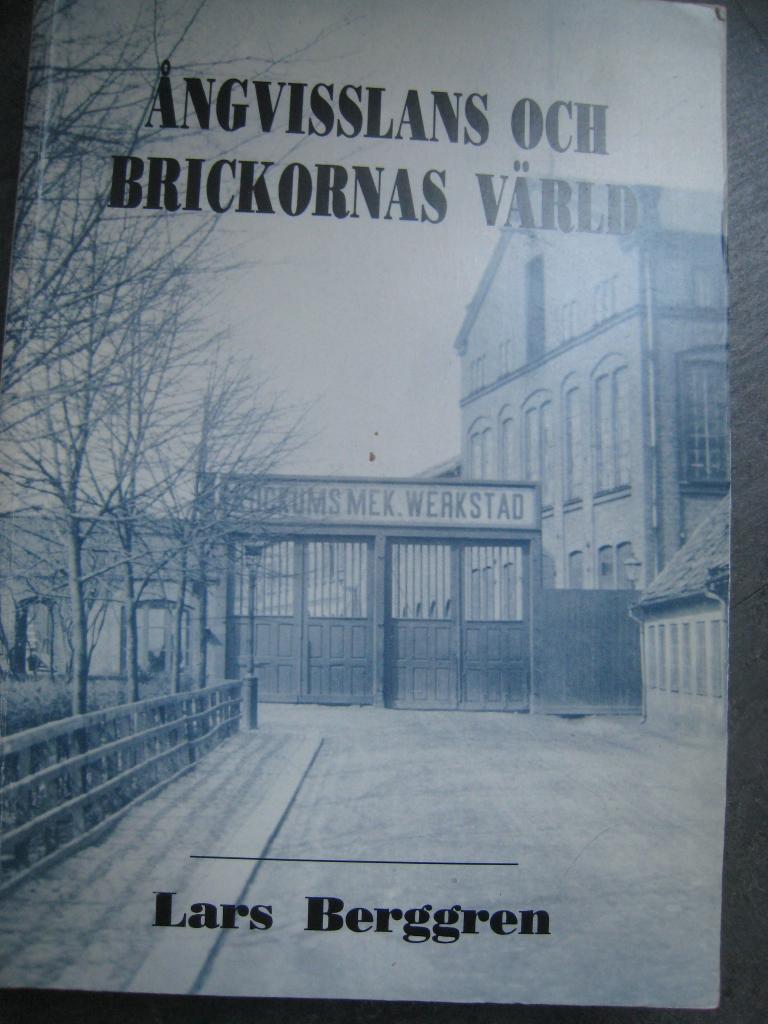 ÅNGVISSLANS OCH
BRICKORNAS VÄRLD
KOCKUMS MEK. WERKSTAD
Lars Berggren